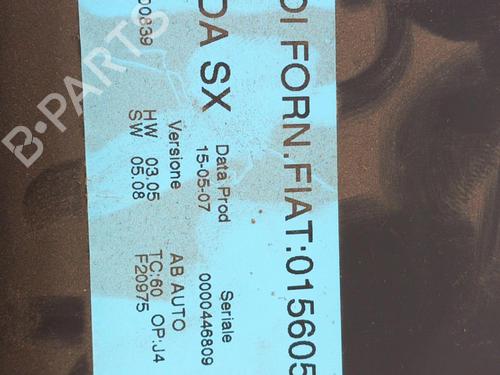 DI FORN.FIAT:015605
DA SX
Data Prod
15-05-07
Seriale
0000446809
00839
Versione
HW 03.05
SW 05.08
AB AUTO
TC:60 OP:J4
F20975
B·PARTS